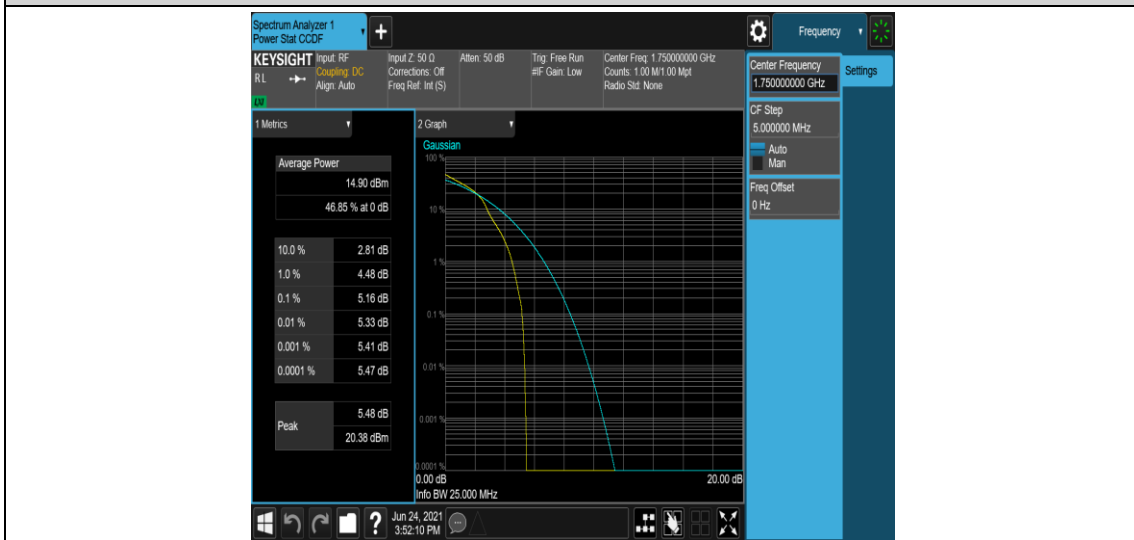 Spectrum Analyzer 1
Power Stat CCDF
Frequency
KEYSIGHT
RL
LXI
Input: RF
Coupling: DC
Align: Auto
Input Z: 50 Ω
Corrections: Off
Freq Ref: Int (S)
Atten: 50 dB
Trig: Free Run
#IF Gain: Low
Center Freq: 1.750000000 GHz
Counts: 1.00 M/1.00 Mpt
Radio Std: None
Center Frequency
1.750000000 GHz
Settings
CF Step
5.000000 MHz
Auto
Man
Freq Offset
0 Hz
1 Metrics
Average Power
14.90 dBm
46.85 % at 0 dB
10.0 % 2.81 dB
1.0 % 4.48 dB
0.1 % 5.16 dB
0.01 % 5.33 dB
0.001 % 5.41 dB
0.0001 % 5.47 dB
Peak
5.48 dB
20.38 dBm
2 Graph
Gaussian
100 %
10 %
1 %
0.1 %
0.01 %
0.001 %
0.0001 %
0.00 dB 20.00 dB
Info BW 25.000 MHz
Jun 24, 2021
3:52:10 PM